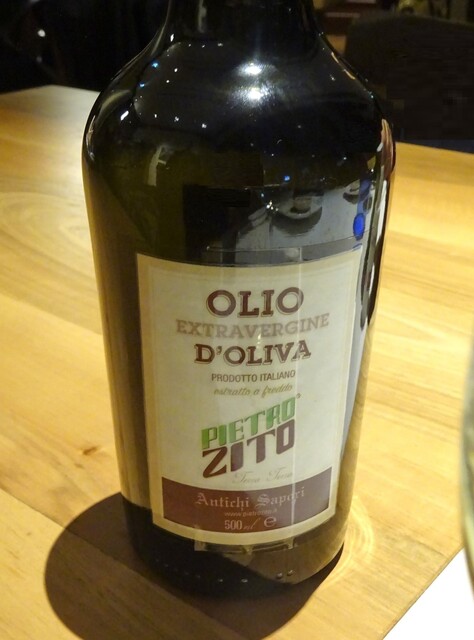 OLIO
EXTRAVERGINE
D'OLIVA
PRODOTTO ITALIANO
estratto a freddo
PIETRO
ZITO
Antichi Sapori
500 ml e